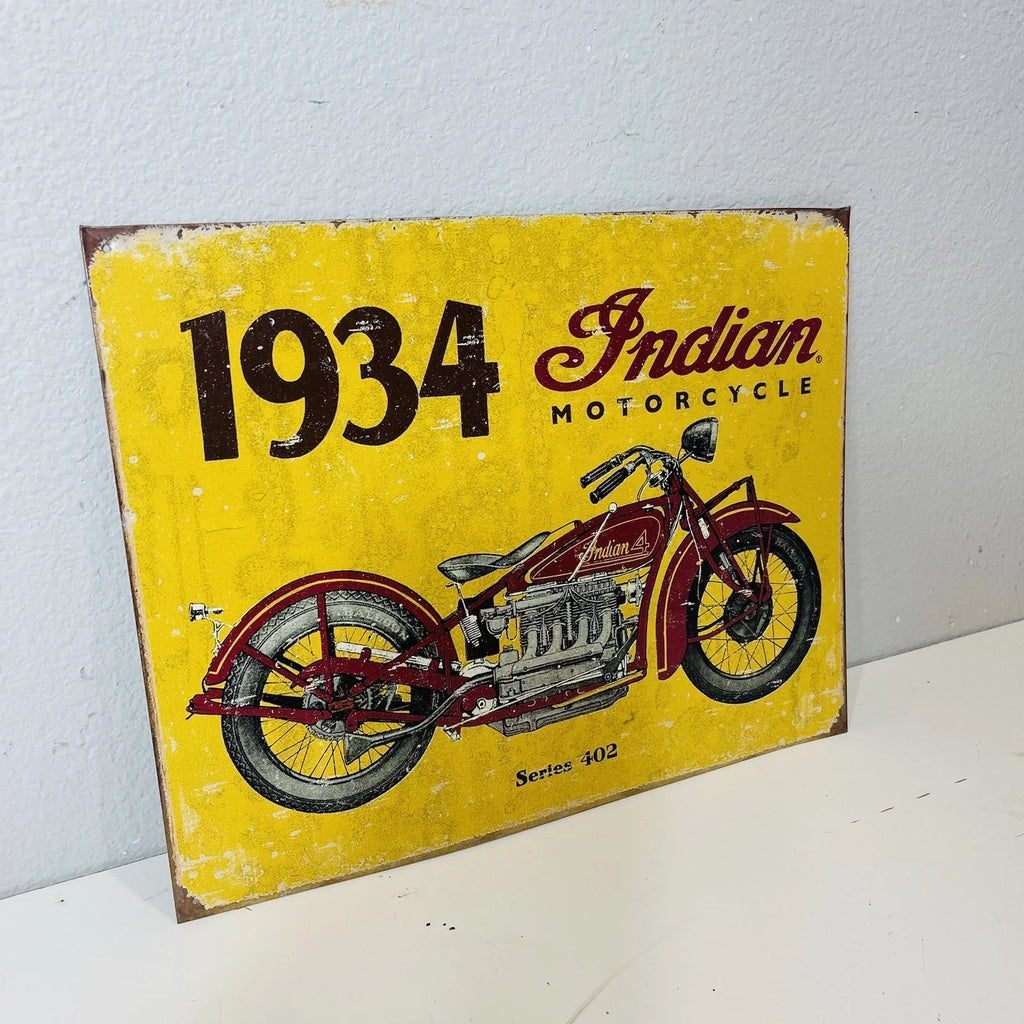 1934
Indian®
MOTORCYCLE
Indian 4
Series 402